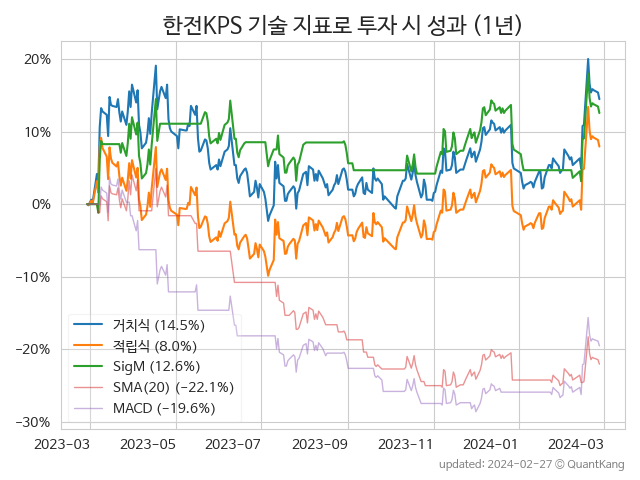 한전KPS 기술 지표로 투자 시 성과 (1년)
20%
10%
0%
−10%
−20%
−30%
거치식 (14.5%)
적립식 (8.0%)
SigM (12.6%)
SMA(20) (−22.1%)
MACD (−19.6%)
2023-03 2023-05 2023-07 2023-09 2023-11 2024-01 2024-03
updated: 2024-02-27 © QuantKang